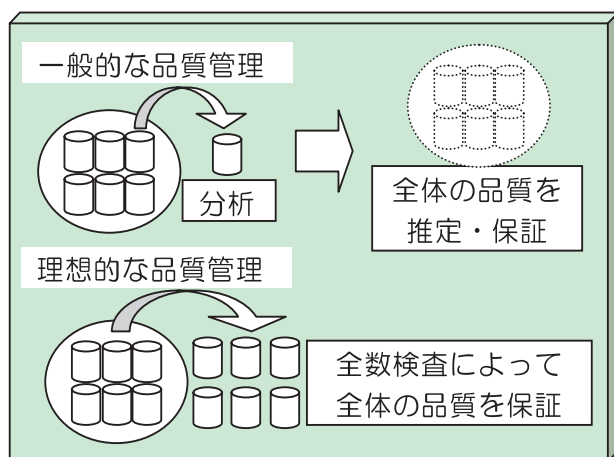 一般的な品質管理
分析
全体の品質を
推定・保証
理想的な品質管理
全数検査によって
全体の品質を保証